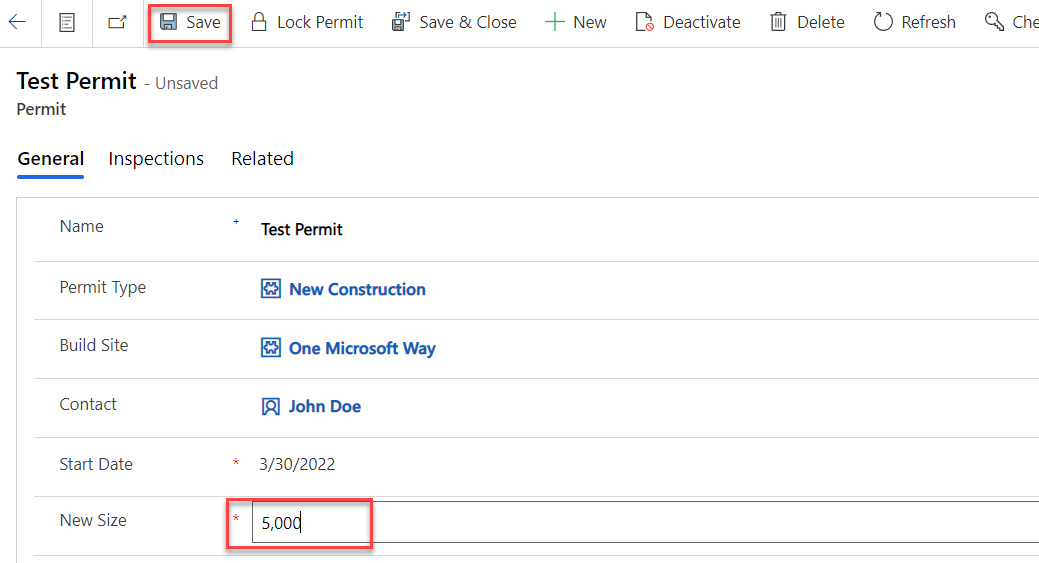 Save Lock Permit Save & Close New Deactivate Delete Refresh Che
Test Permit - Unsaved
Permit
General Inspections Related
Name + Test Permit
Permit Type New Construction
Build Site One Microsoft Way
Contact John Doe
Start Date * 3/30/2022
New Size * 5,000